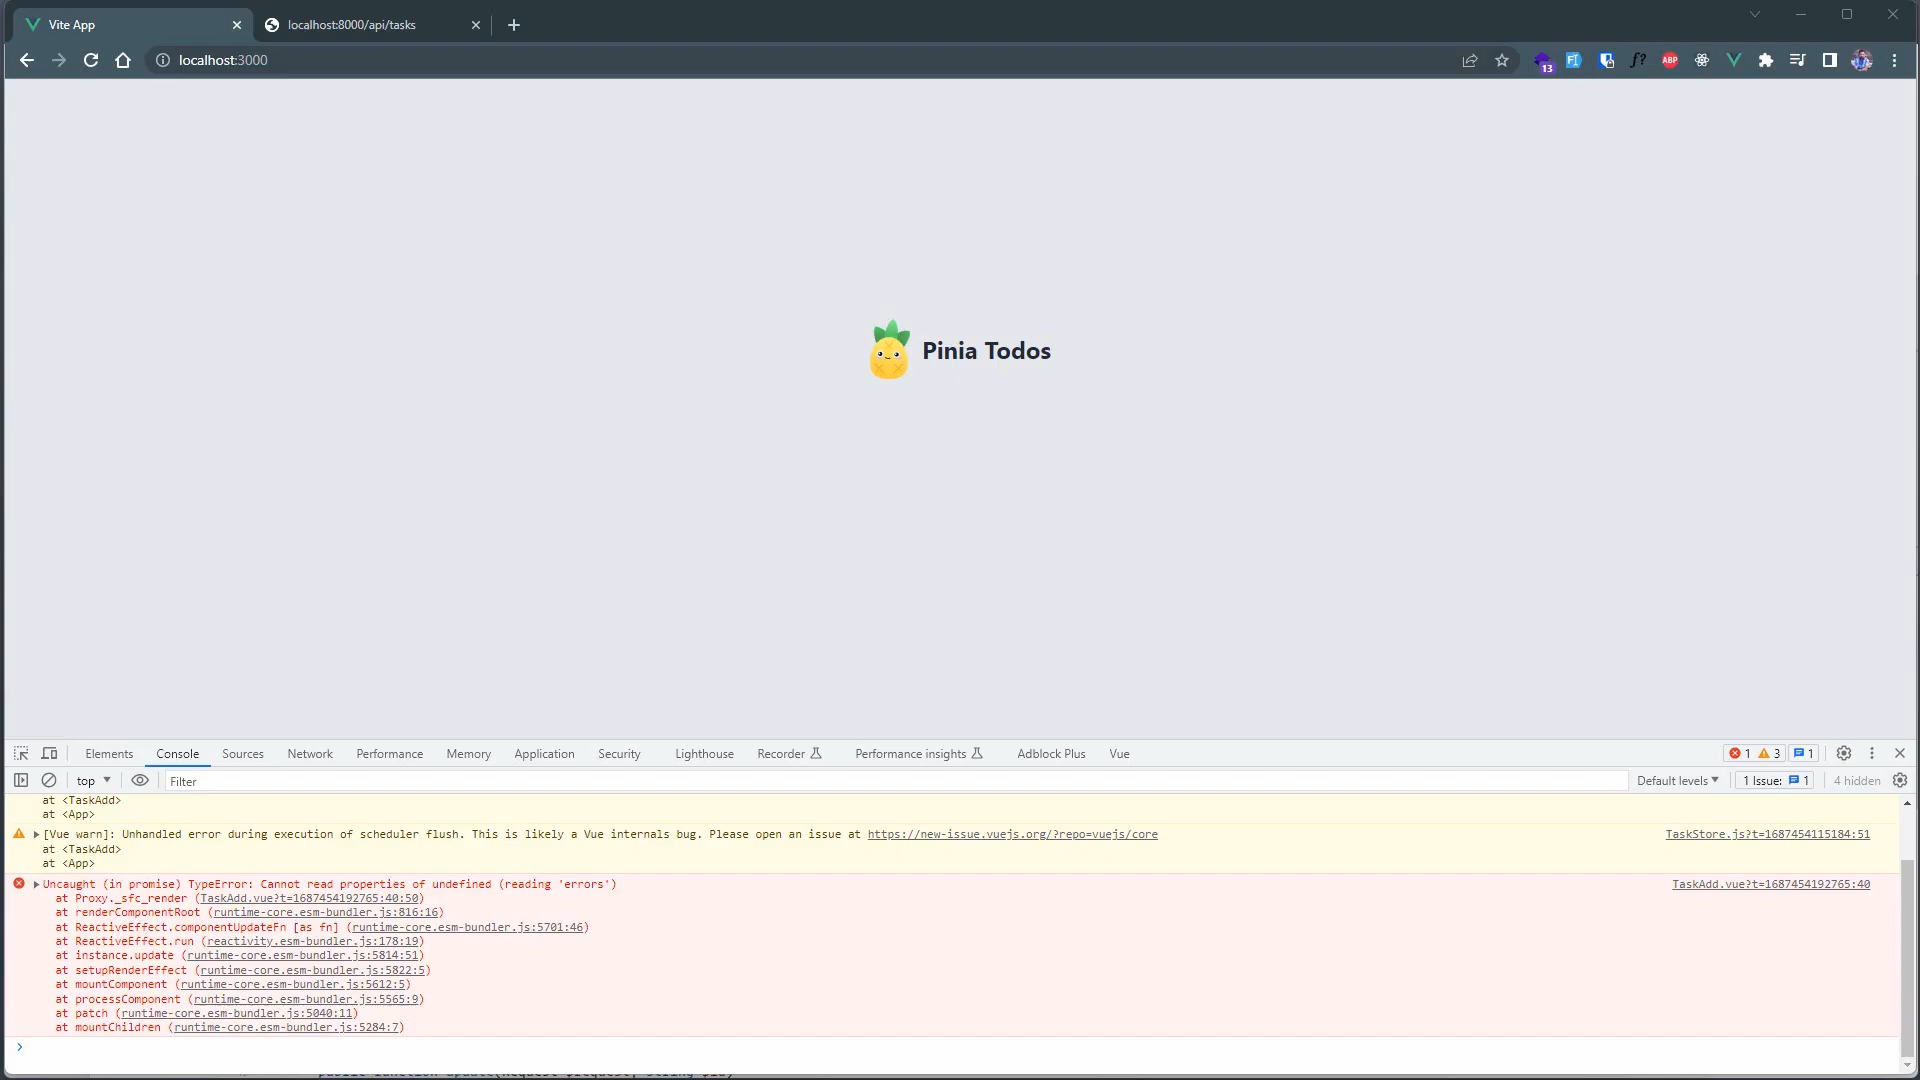 Vite App
localhost:8000/api/tasks
localhost:3000
13
F
f?
ABP
Pinia Todos
Elements Console Sources Network Performance Memory Application Security Lighthouse Recorder Performance insights Adblock Plus Vue 1 3 1
top Filter Default levels 1 Issue: 1 4 hidden
at <TaskAdd>
at <App>
[Vue warn]: Unhandled error during execution of scheduler flush. This is likely a Vue internals bug. Please open an issue at https://new-issue.vuejs.org/?repo=vuejs/core TaskStore.js?t=1687454115184:51
at <TaskAdd>
at <App>
Uncaught (in promise) TypeError: Cannot read properties of undefined (reading 'errors') TaskAdd.vue?t=1687454192765:40
at Proxy._sfc_render (TaskAdd.vue?t=1687454192765:40:50)
at renderComponentRoot (runtime-core.esm-bundler.js:816:16)
at ReactiveEffect.componentUpdateFn [as fn] (runtime-core.esm-bundler.js:5701:46)
at ReactiveEffect.run (reactivity.esm-bundler.js:178:19)
at instance.update (runtime-core.esm-bundler.js:5814:51)
at setupRenderEffect (runtime-core.esm-bundler.js:5822:5)
at mountComponent (runtime-core.esm-bundler.js:5612:5)
at processComponent (runtime-core.esm-bundler.js:5565:9)
at patch (runtime-core.esm-bundler.js:5040:11)
at mountChildren (runtime-core.esm-bundler.js:5284:7)
public function update(Request $request, string $id)